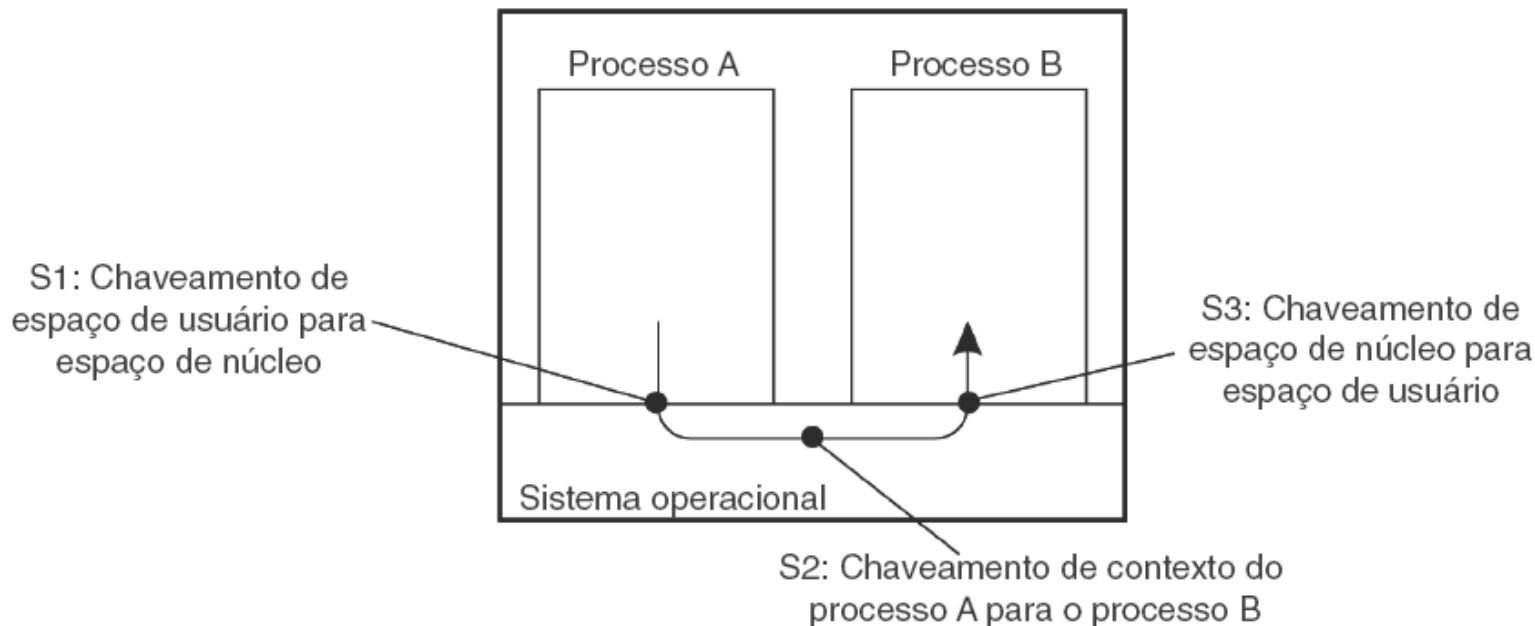 Processo A
Processo B
S1: Chaveamento de
espaço de usuário para
espaço de núcleo
S3: Chaveamento de
espaço de núcleo para
espaço de usuário
Sistema operacional
S2: Chaveamento de contexto do
processo A para o processo B